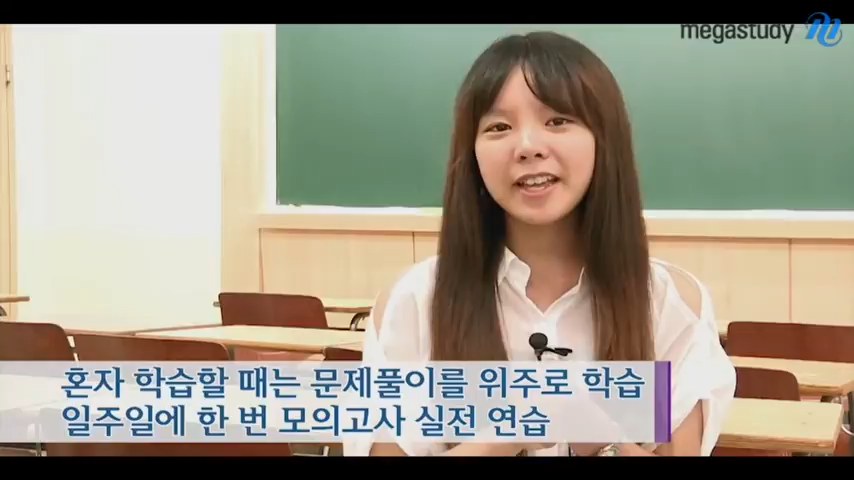 megastudy
혼자 학습할 때는 문제풀이를 위주로 학습
일주일에 한 번 모의고사 실전 연습